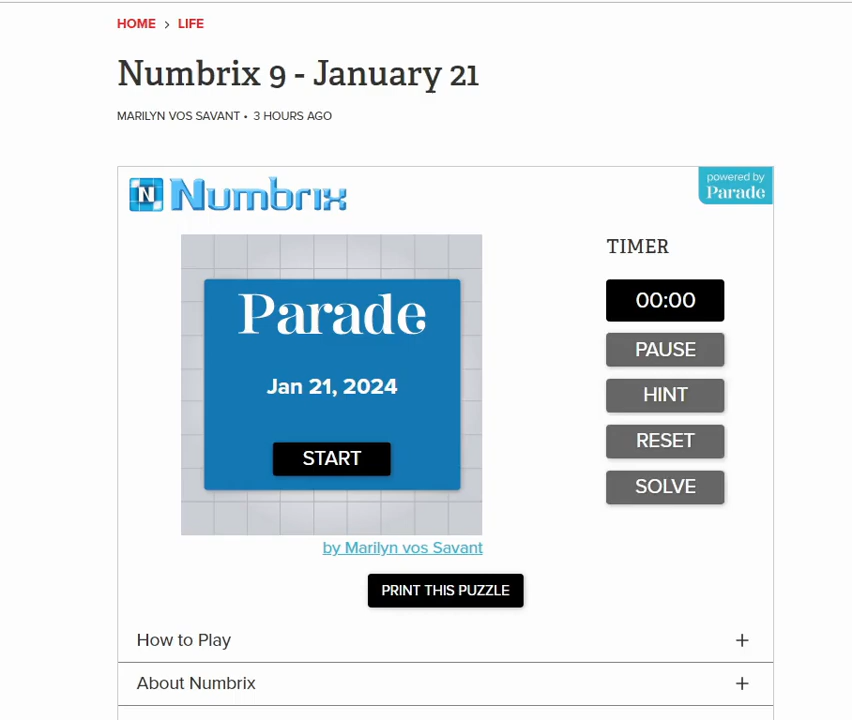 HOME > LIFE
Numbrix 9 - January 21
MARILYN VOS SAVANT • 3 HOURS AGO
N Numbrix
powered by
Parade
Parade
Jan 21, 2024
START
by Marilyn vos Savant
TIMER
00:00
PAUSE
HINT
RESET
SOLVE
PRINT THIS PUZZLE
How to Play +
About Numbrix +